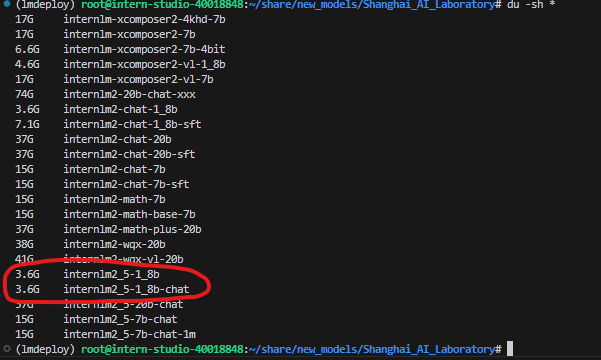 (lmdeploy) root@intern-studio-40018848:~/share/new_models/Shanghai_AI_Laboratory# du -sh *
17G internlm-xcomposer2-4khd-7b
17G internlm-xcomposer2-7b
6.6G internlm-xcomposer2-7b-4bit
4.6G internlm-xcomposer2-vl-1_8b
17G internlm-xcomposer2-vl-7b
74G internlm2-20b-chat-xxx
3.6G internlm2-chat-1_8b
7.1G internlm2-chat-1_8b-sft
37G internlm2-chat-20b
37G internlm2-chat-20b-sft
15G internlm2-chat-7b
15G internlm2-chat-7b-sft
15G internlm2-math-7b
15G internlm2-math-base-7b
37G internlm2-math-plus-20b
38G internlm2-wqx-20b
41G internlm2-wqx-vl-20b
3.6G internlm2_5-1_8b
3.6G internlm2_5-1_8b-chat
37G internlm2_5-20b-chat
15G internlm2_5-7b-chat
15G internlm2_5-7b-chat-1m
(lmdeploy) root@intern-studio-40018848:~/share/new_models/Shanghai_AI_Laboratory#